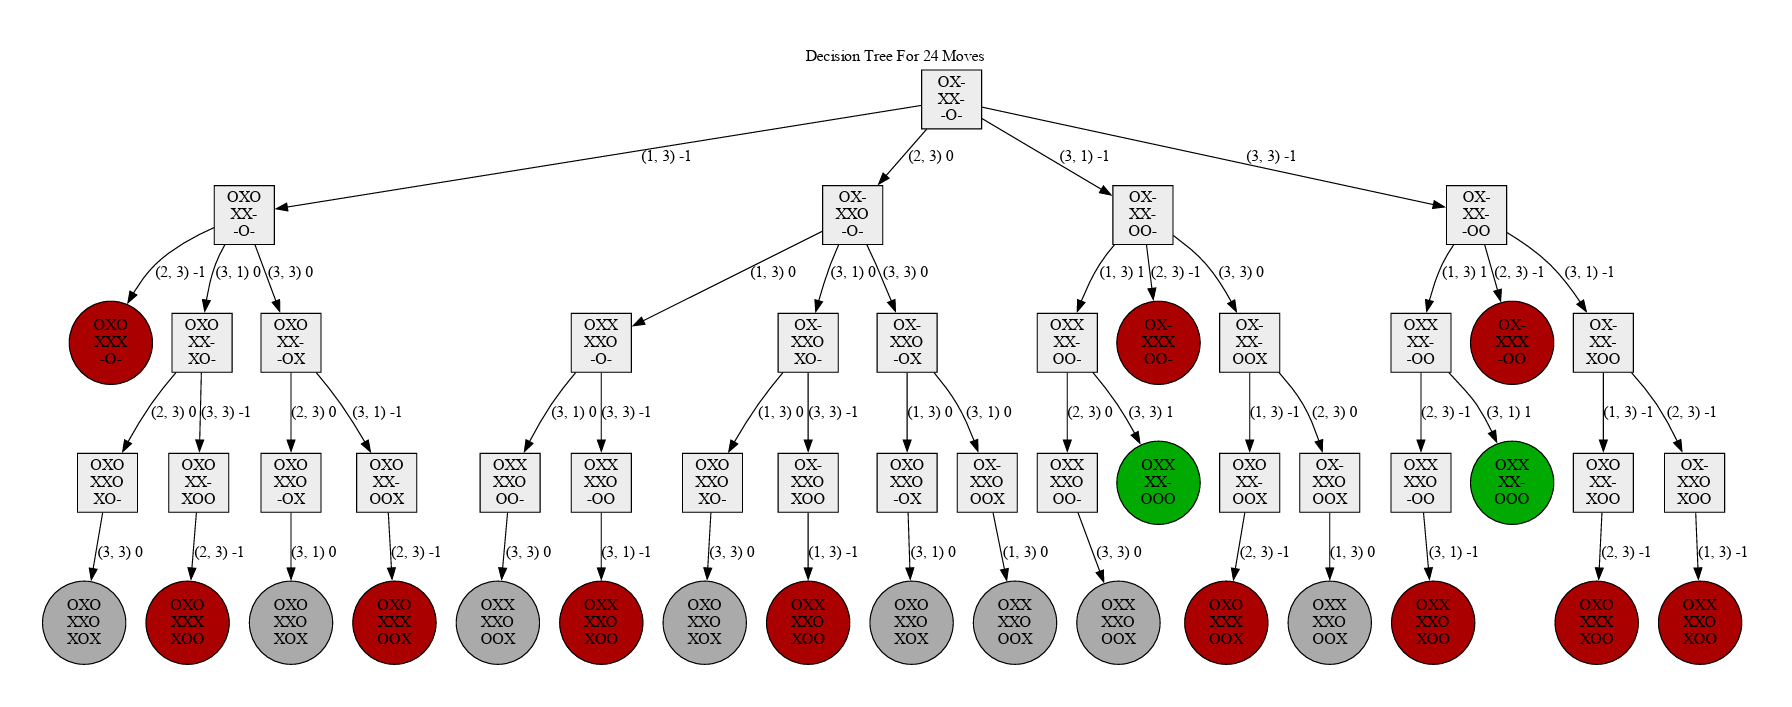 Decision Tree For 24 Moves
OX-
XX-
-O-
(1, 3) -1
(2, 3) 0
(3, 1) -1
(3, 3) -1
OXO
XX-
-O-
OX-
XXO
-O-
OX-
XX-
OO-
OX-
XX-
-OO
(2, 3) -1
(3, 1) 0
(3, 3) 0
(1, 3) 0
(3, 1) 0
(3, 3) 0
(1, 3) 1
(2, 3) -1
(3, 3) 0
(1, 3) 1
(2, 3) -1
(3, 1) -1
OXO
XXX
-O-
OXO
XX-
XO-
OXO
XX-
-OX
OXX
XXO
-O-
OX-
XXO
XO-
OX-
XXO
-OX
OXX
XX-
OO-
OX-
XXX
OO-
OX-
XX-
OOX
OXX
XX-
-OO
OX-
XXX
-OO
OX-
XX-
XOO
(2, 3) 0
(3, 3) -1
(2, 3) 0
(3, 1) -1
(3, 1) 0
(3, 3) -1
(1, 3) 0
(3, 3) -1
(1, 3) 0
(3, 1) 0
(2, 3) 0
(3, 3) 1
(1, 3) -1
(2, 3) 0
(2, 3) -1
(3, 1) 1
(1, 3) -1
(2, 3) -1
OXO
XXO
XO-
OXO
XX-
XOO
OXO
XXO
-OX
OXO
XX-
OOX
OXX
XXO
OO-
OXX
XXO
-OO
OXO
XXO
XO-
OX-
XXO
XOO
OXO
XXO
-OX
OX-
XXO
OOX
OXX
XXO
OO-
OXX
XX-
OOO
OXO
XX-
OOX
OX-
XXO
OOX
OXX
XXO
-OO
OXX
XX-
OOO
OXO
XX-
XOO
OX-
XXO
XOO
(3, 3) 0
(2, 3) -1
(3, 1) 0
(2, 3) -1
(3, 3) 0
(3, 1) -1
(3, 3) 0
(1, 3) -1
(3, 1) 0
(1, 3) 0
(3, 3) 0
(2, 3) -1
(1, 3) 0
(3, 1) -1
(2, 3) -1
(1, 3) -1
OXO
XXO
XOX
OXO
XXX
XOO
OXO
XXO
XOX
OXO
XXX
OOX
OXX
XXO
OOX
OXX
XXO
XOO
OXO
XXO
XOX
OXX
XXO
XOO
OXO
XXO
XOX
OXX
XXO
OOX
OXX
XXO
OOX
OXO
XXX
OOX
OXX
XXO
OOX
OXX
XXO
XOO
OXO
XXX
XOO
OXX
XXO
XOO